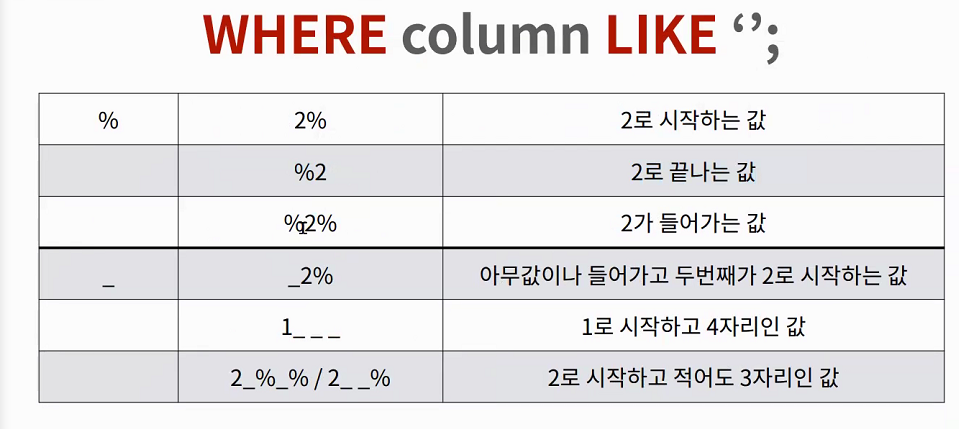 WHERE column LIKE ‘’;
% 2% 2로 시작하는 값
%2 2로 끝나는 값
%2% 2가 들어가는 값
_ _2% 아무값이나 들어가고 두번째가 2로 시작하는 값
1_ _ _ 1로 시작하고 4자리인 값
2_%_% / 2_ _% 2로 시작하고 적어도 3자리인 값